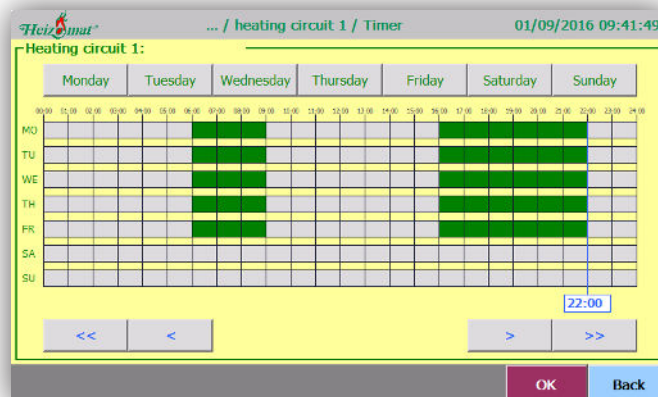 Heizomat ... / heating circuit 1 / Timer 01/09/2016 09:41:49
Heating circuit 1:
Monday Tuesday Wednesday Thursday Friday Saturday Sunday
00:00 01:00 02:00 03:00 04:00 05:00 06:00 07:00 08:00 09:00 10:00 11:00 12:00 13:00 14:00 15:00 16:00 17:00 18:00 19:00 20:00 21:00 22:00 23:00 24:00
MO
TU
WE
TH
FR
SA
SU
22:00
<< < > >>
OK Back